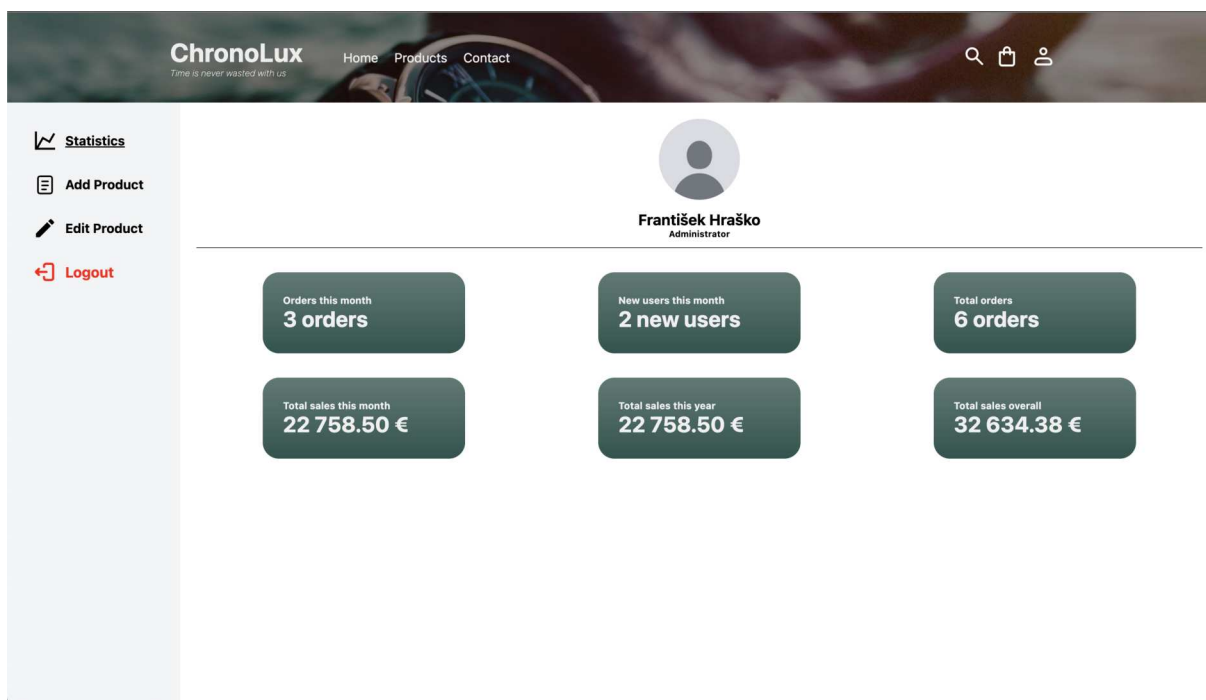 ChronoLux
Time is never wasted with us
Home Products Contact
Statistics
Add Product
Edit Product
Logout
František Hraško
Administrator
Orders this month
3 orders
New users this month
2 new users
Total orders
6 orders
Total sales this month
22 758.50 €
Total sales this year
22 758.50 €
Total sales overall
32 634.38 €